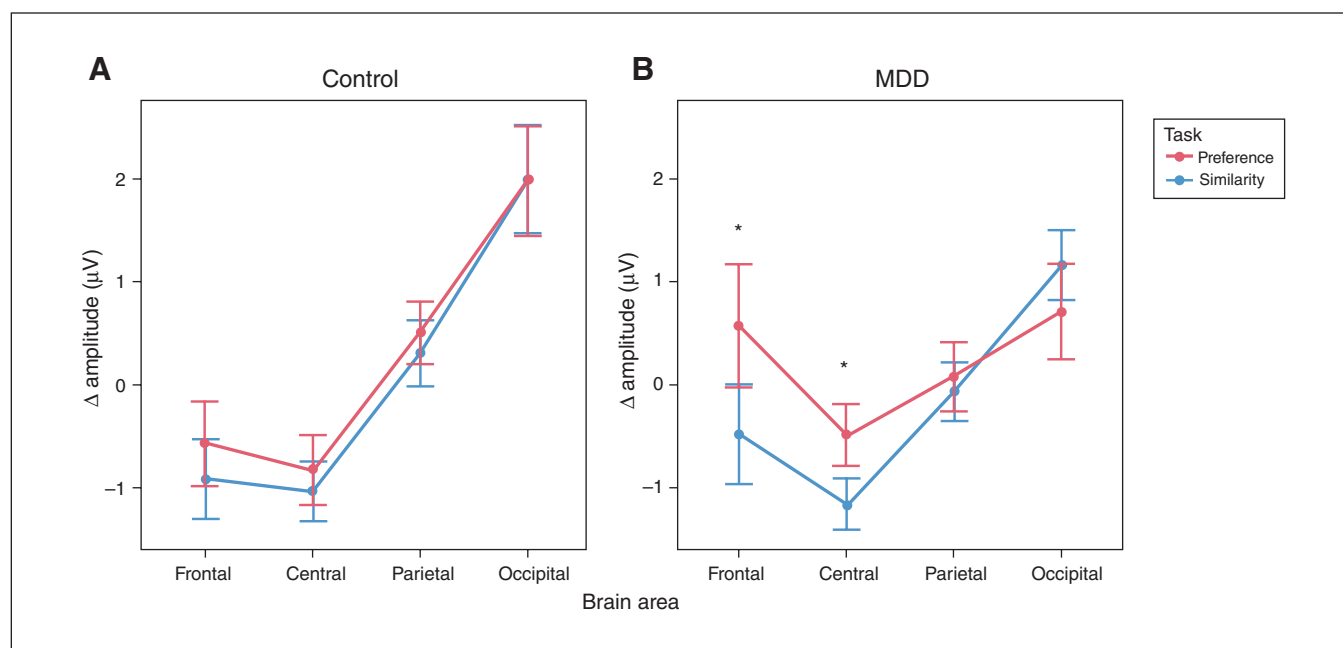 A
Control
Δ amplitude (μV)
2
1
0
−1
Frontal Central Parietal Occipital
B
MDD
*
*
Δ amplitude (μV)
2
1
0
−1
Frontal Central Parietal Occipital
Brain area
Task
Preference
Similarity